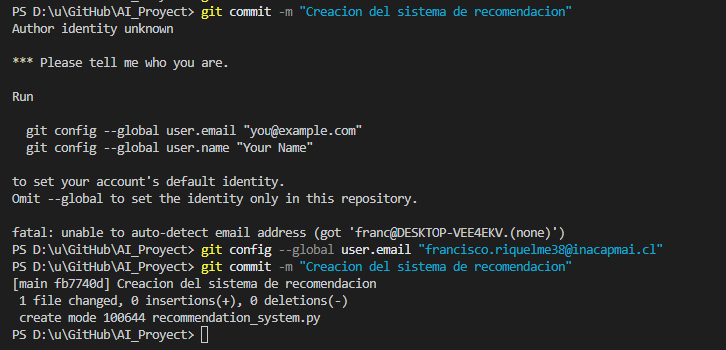 PS D:\u\GitHub\AI_Proyect> git commit -m "Creacion del sistema de recomendacion"
Author identity unknown
*** Please tell me who you are.
Run
git config --global user.email "you@example.com"
git config --global user.name "Your Name"
to set your account's default identity.
Omit --global to set the identity only in this repository.
fatal: unable to auto-detect email address (got 'franc@DESKTOP-VEE4EKV.(none)')
PS D:\u\GitHub\AI_Proyect> git config --global user.email "francisco.riquelme38@inacapmai.cl"
PS D:\u\GitHub\AI_Proyect> git commit -m "Creacion del sistema de recomendacion"
[main fb7740d] Creacion del sistema de recomendacion
1 file changed, 0 insertions(+), 0 deletions(-)
create mode 100644 recommendation_system.py
PS D:\u\GitHub\AI_Proyect>